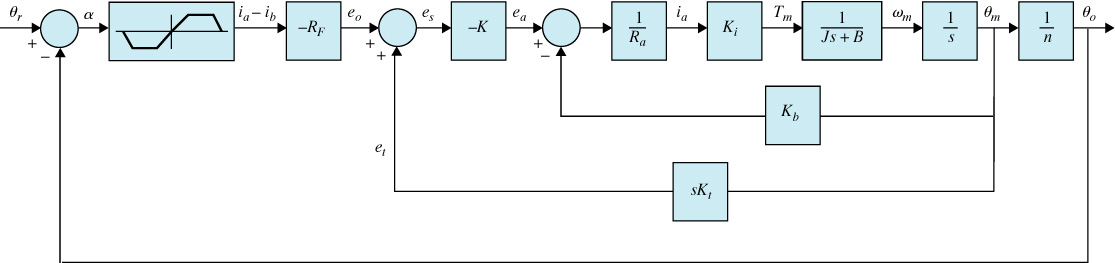 θr α ia − ib eo es ea ia Tm ωm θm θo
+ − −RF + + −K + − 1/Ra Ki 1/(Js + B) 1/s 1/n
Kb
et
sKt